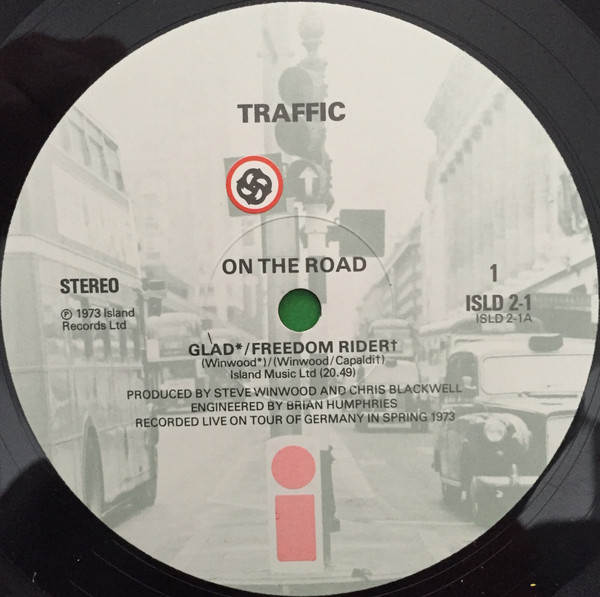 TRAFFIC
ON THE ROAD
STEREO
℗ 1973 Island
Records Ltd
1
ISLD 2-1
ISLD 2-1A
GLAD*/FREEDOM RIDER†
(Winwood*)/(Winwood/Capaldi†)
Island Music Ltd (20.49)
PRODUCED BY STEVE WINWOOD AND CHRIS BLACKWELL
ENGINEERED BY BRIAN HUMPHRIES
RECORDED LIVE ON TOUR OF GERMANY IN SPRING 1973
i